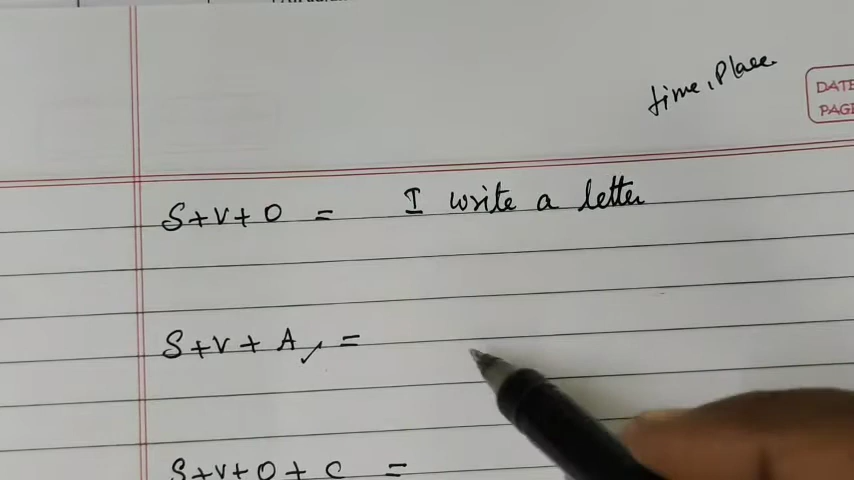 time, Place
DATE
PAGE
S+V+O = I write a letter
S+V+A ✓ =
S+V+O+C =